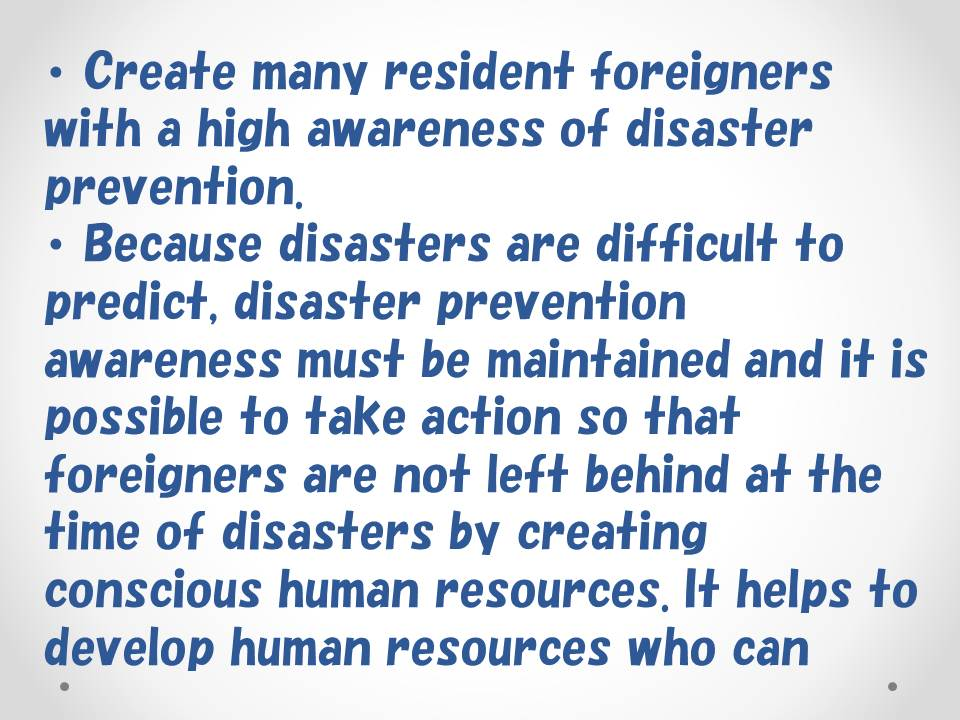 • Create many resident foreigners
with a high awareness of disaster
prevention.
• Because disasters are difficult to
predict, disaster prevention
awareness must be maintained and it is
possible to take action so that
foreigners are not left behind at the
time of disasters by creating
conscious human resources. It helps to
develop human resources who can